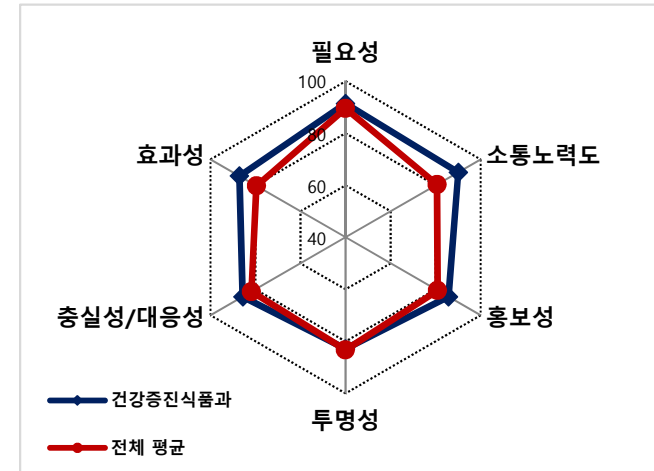 필요성
100
80
효과성
소통노력도
60
40
충실성/대응성
홍보성
투명성
건강증진식품과
전체 평균